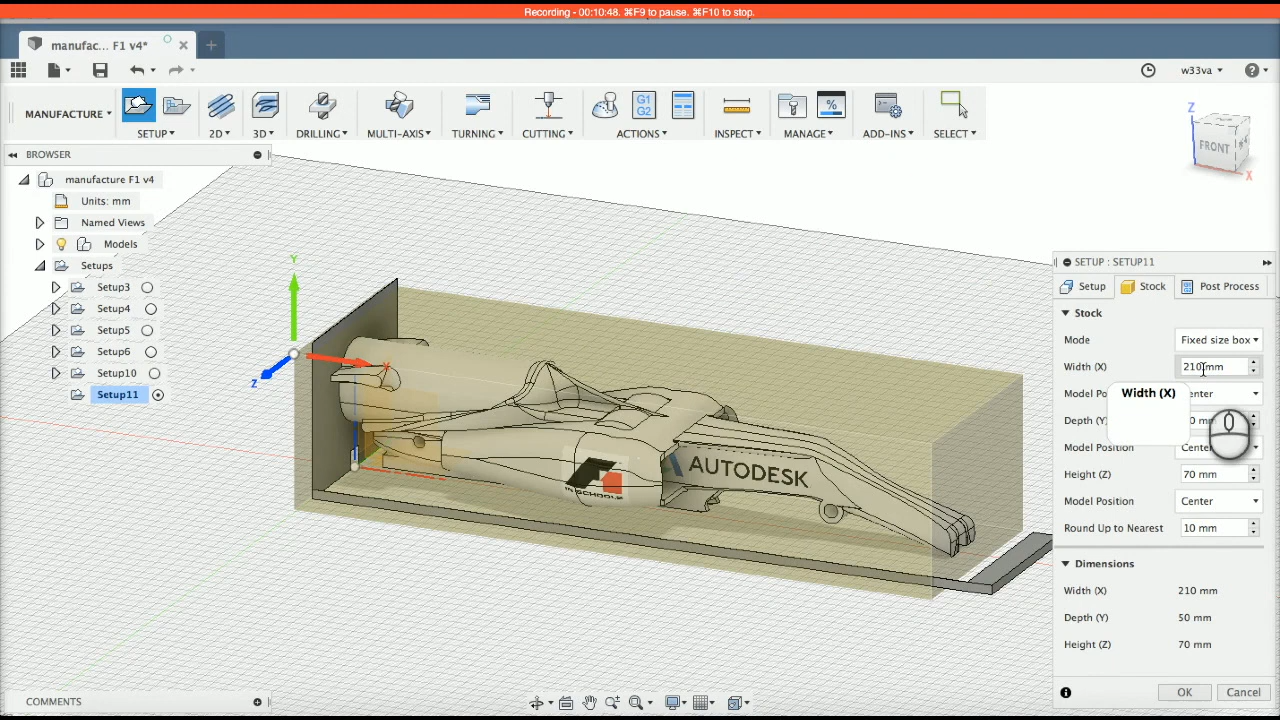 Recording - 00:10:48. ⌘F9 to pause. ⌘F10 to stop.
manufac... F1 v4*
w33va
MANUFACTURE
SETUP 2D 3D DRILLING MULTI-AXIS TURNING CUTTING ACTIONS INSPECT MANAGE ADD-INS SELECT
G1
G2
%
BROWSER
manufacture F1 v4
Units: mm
Named Views
Models
Setups
Setup3
Setup4
Setup5
Setup6
Setup10
Setup11
Z
FRONT
X
Y
X
Z
AUTODESK
IN SCHOOLS
SETUP : SETUP11
Setup Stock Post Process
Stock
Mode Fixed size box
Width (X) 210 mm
Width (X)
Depth (Y)
Model Position Center
Height (Z) 70 mm
Model Position Center
Round Up to Nearest 10 mm
Dimensions
Width (X) 210 mm
Depth (Y) 50 mm
Height (Z) 70 mm
OK Cancel
COMMENTS